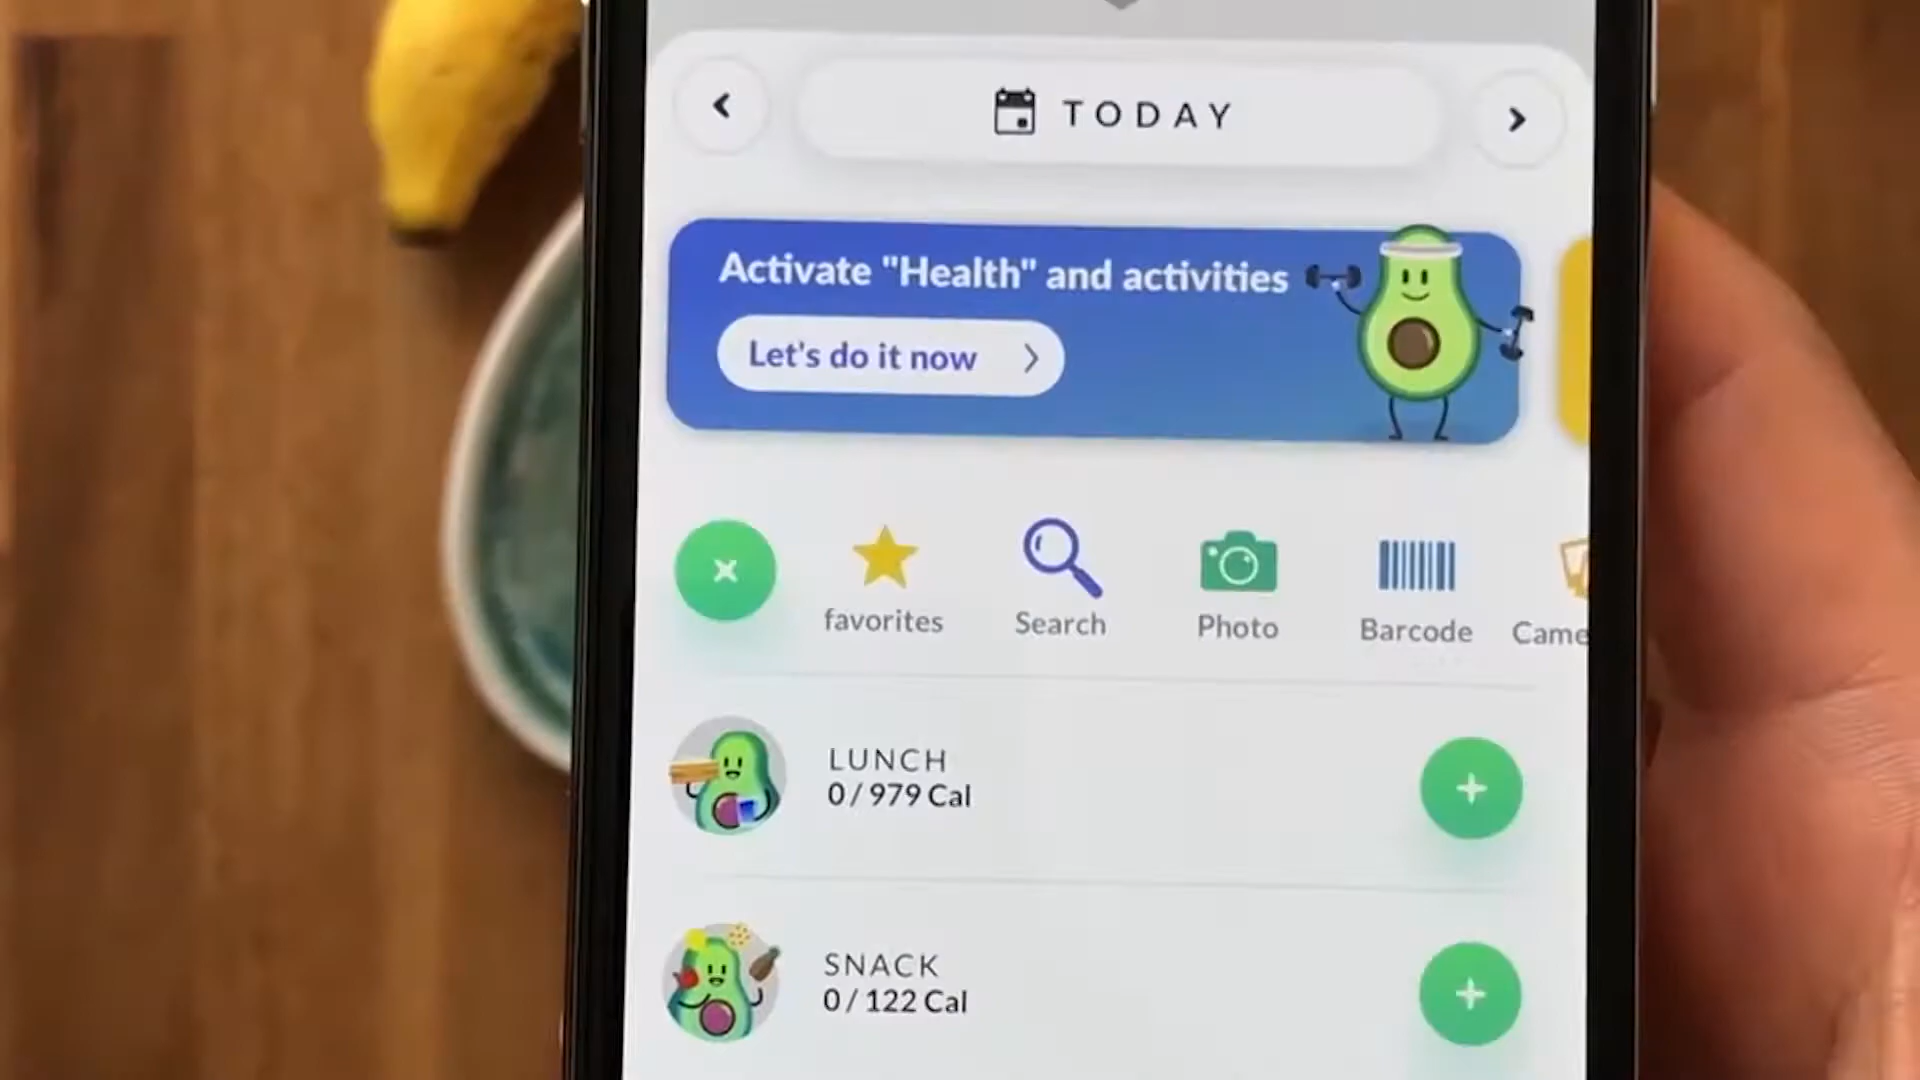 TODAY
Activate "Health" and activities
Let's do it now
favorites
Search
Photo
Barcode
Came
LUNCH
0 / 979 Cal
SNACK
0 / 122 Cal